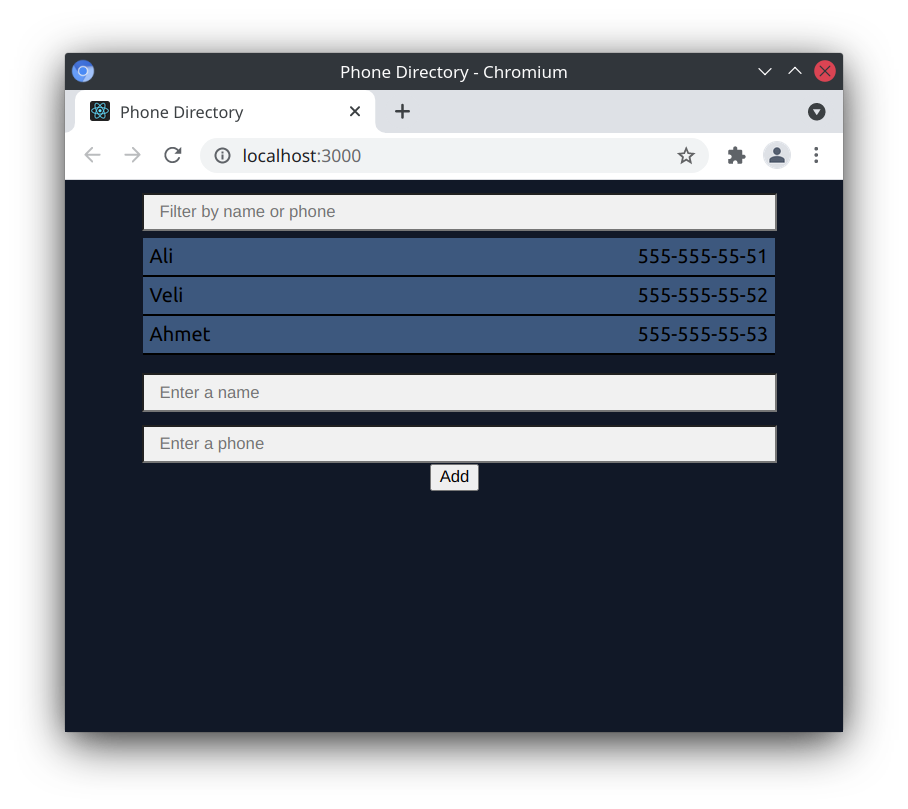 Phone Directory - Chromium
Phone Directory
localhost:3000
Filter by name or phone
Ali 555-555-55-51
Veli 555-555-55-52
Ahmet 555-555-55-53
Enter a name
Enter a phone
Add